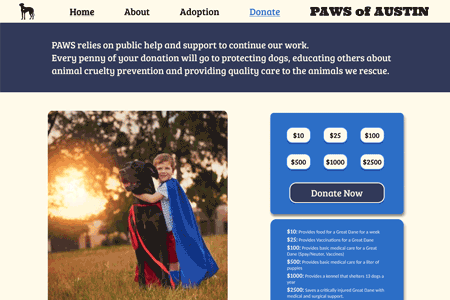 Home About Adoption Donate PAWS of AUSTIN
PAWS relies on public help and support to continue our work.
Every penny of your donation will go to protecting dogs, educating others about
animal cruelty prevention and providing quality care to the animals we rescue.
$10 $25 $100
$500 $1000 $2500
Donate Now
$10: Provides food for a Great Dane for a week
$25: Provider Vaccinations for a Great Dane
$100: Provides basic medical care for a Great
Dane (Spay/Neuter, Vaccines)
$500: Provides basic medical care for a liter of
puppies
$1000: Provides a kennel that shelters 13 dogs a
year
$2500: Saves a critically injured Great Dane with
medical and surgical support.